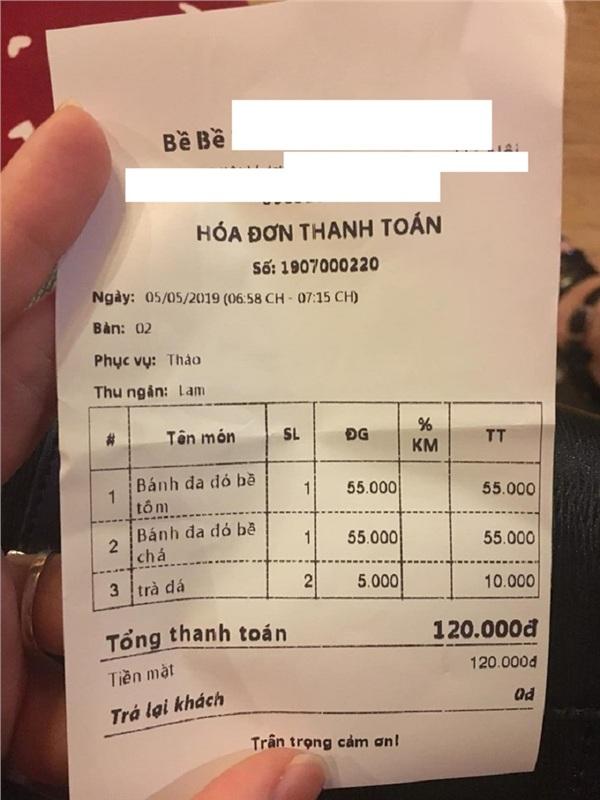 Bề Bề
HÓA ĐƠN THANH TOÁN
Số: 1907000220
Ngày: 05/05/2019 (06:58 CH - 07:15 CH)
Bàn: 02
Phục vụ: Thảo
Thu ngân: Lam
# Tên món SL ĐG % KM TT
1 Bánh đa đỏ bề tôm 1 55.000 55.000
2 Bánh đa đỏ bề chả 1 55.000 55.000
3 trà đá 2 5.000 10.000
Tổng thanh toán 120.000đ
Tiền mặt 120.000đ
Trả lại khách 0đ
Trân trọng cảm ơn!